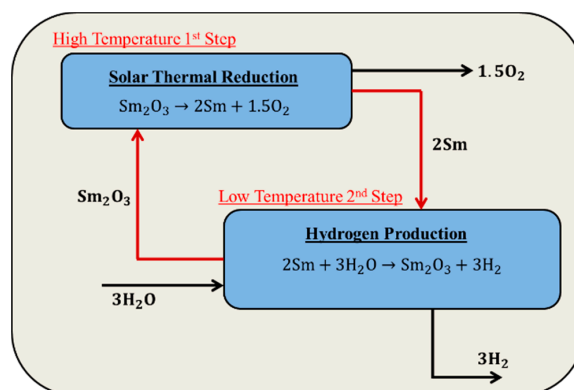 High Temperature 1st Step
Solar Thermal Reduction
Sm₂O₃ → 2Sm + 1.5O₂
1.5O₂
2Sm
Sm₂O₃
Low Temperature 2nd Step
Hydrogen Production
2Sm + 3H₂O → Sm₂O₃ + 3H₂
3H₂O
3H₂